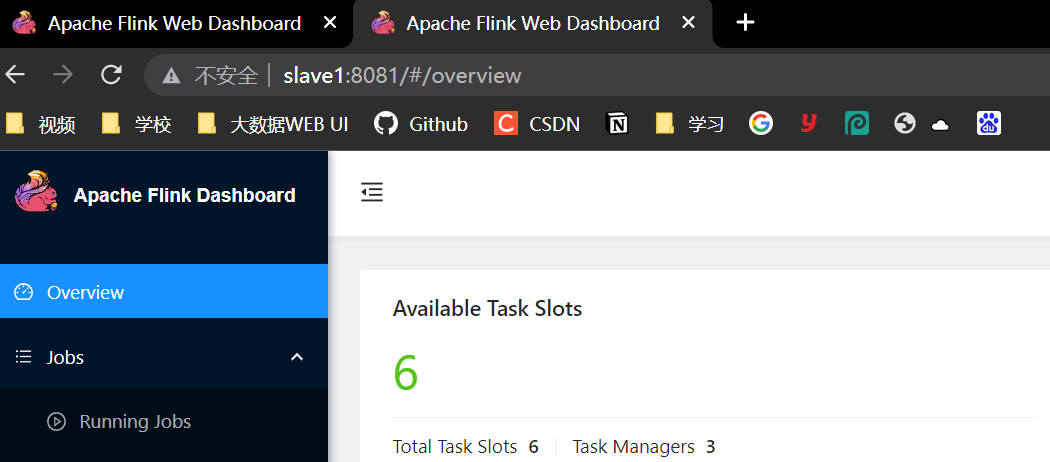 Apache Flink Web Dashboard Apache Flink Web Dashboard
不安全 slave1:8081/#/overview
视频 学校 大数据WEB UI Github C CSDN N 学习 G y du
Apache Flink Dashboard
Overview
Jobs
Running Jobs
Available Task Slots
6
Total Task Slots 6 Task Managers 3